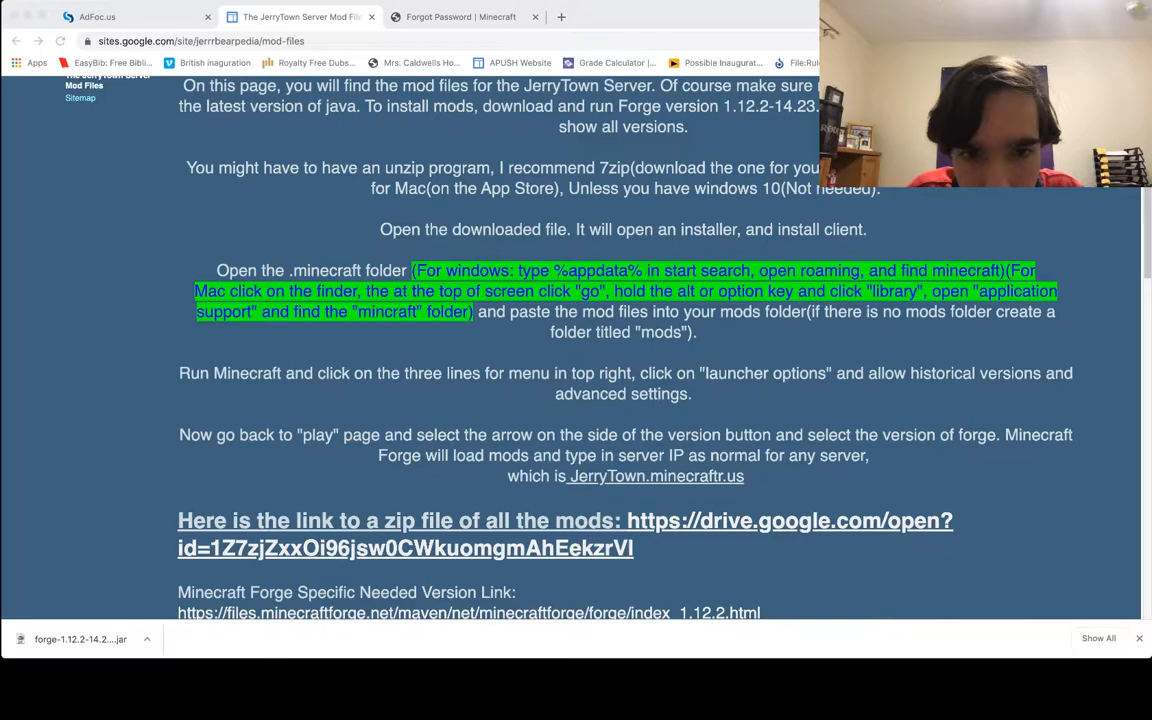 AdFoc.us
The JerryTown Server Mod File
Forgot Password | Minecraft
sites.google.com/site/jerrrbearpedia/mod-files
Apps
EasyBib: Free Bibli...
British inaguration
Royalty Free Dubs...
Mrs. Caldwells Ho...
APUSH Website
Grade Calculator |...
Possible Inaugurat...
File:Rul
The JerryTown Server
Mod Files
Sitemap
On this page, you will find the mod files for the JerryTown Server. Of course make sure
the latest version of java. To install mods, download and run Forge version 1.12.2-14.23.
show all versions.
You might have to have an unzip program, I recommend 7zip(download the one for you
for Mac(on the App Store), Unless you have windows 10(Not needed).
Open the downloaded file. It will open an installer, and install client.
Open the .minecraft folder (For windows: type %appdata% in start search, open roaming, and find minecraft)(For
Mac click on the finder, the at the top of screen click "go", hold the alt or option key and click "library", open "application
support" and find the "mincraft" folder) and paste the mod files into your mods folder(if there is no mods folder create a
folder titled "mods").
Run Minecraft and click on the three lines for menu in top right, click on "launcher options" and allow historical versions and
advanced settings.
Now go back to "play" page and select the arrow on the side of the version button and select the version of forge. Minecraft
Forge will load mods and type in server IP as normal for any server,
which is JerryTown.minecraftr.us
Here is the link to a zip file of all the mods: https://drive.google.com/open?
id=1Z7zjZxxOi96jsw0CWkuomgmAhEekzrVI
Minecraft Forge Specific Needed Version Link:
https://files.minecraftforge.net/maven/net/minecraftforge/forge/index_1.12.2.html
forge-1.12.2-14.2....jar
Show All